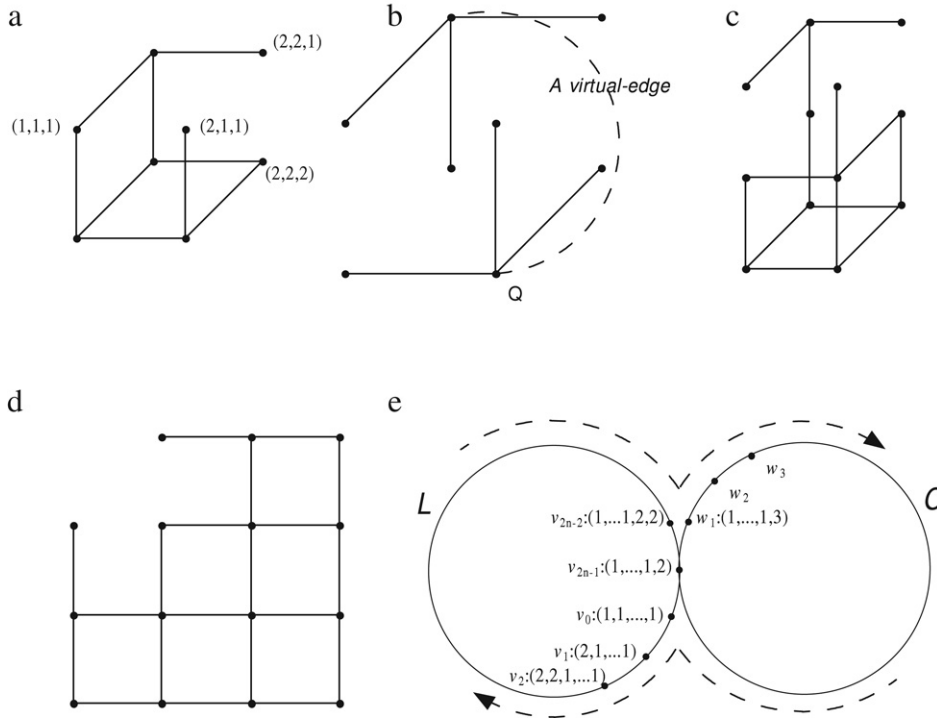 a
b
c
(2,2,1)
A virtual-edge
(1,1,1)
(2,1,1)
(2,2,2)
Q
d
e
w3
L
w2
C
v2n-2:(1,...1,2,2)
w1:(1,...,1,3)
v2n-1:(1,...,1,2)
v0:(1,1,...,1)
v1:(2,1,...1)
v2:(2,2,1,...1)